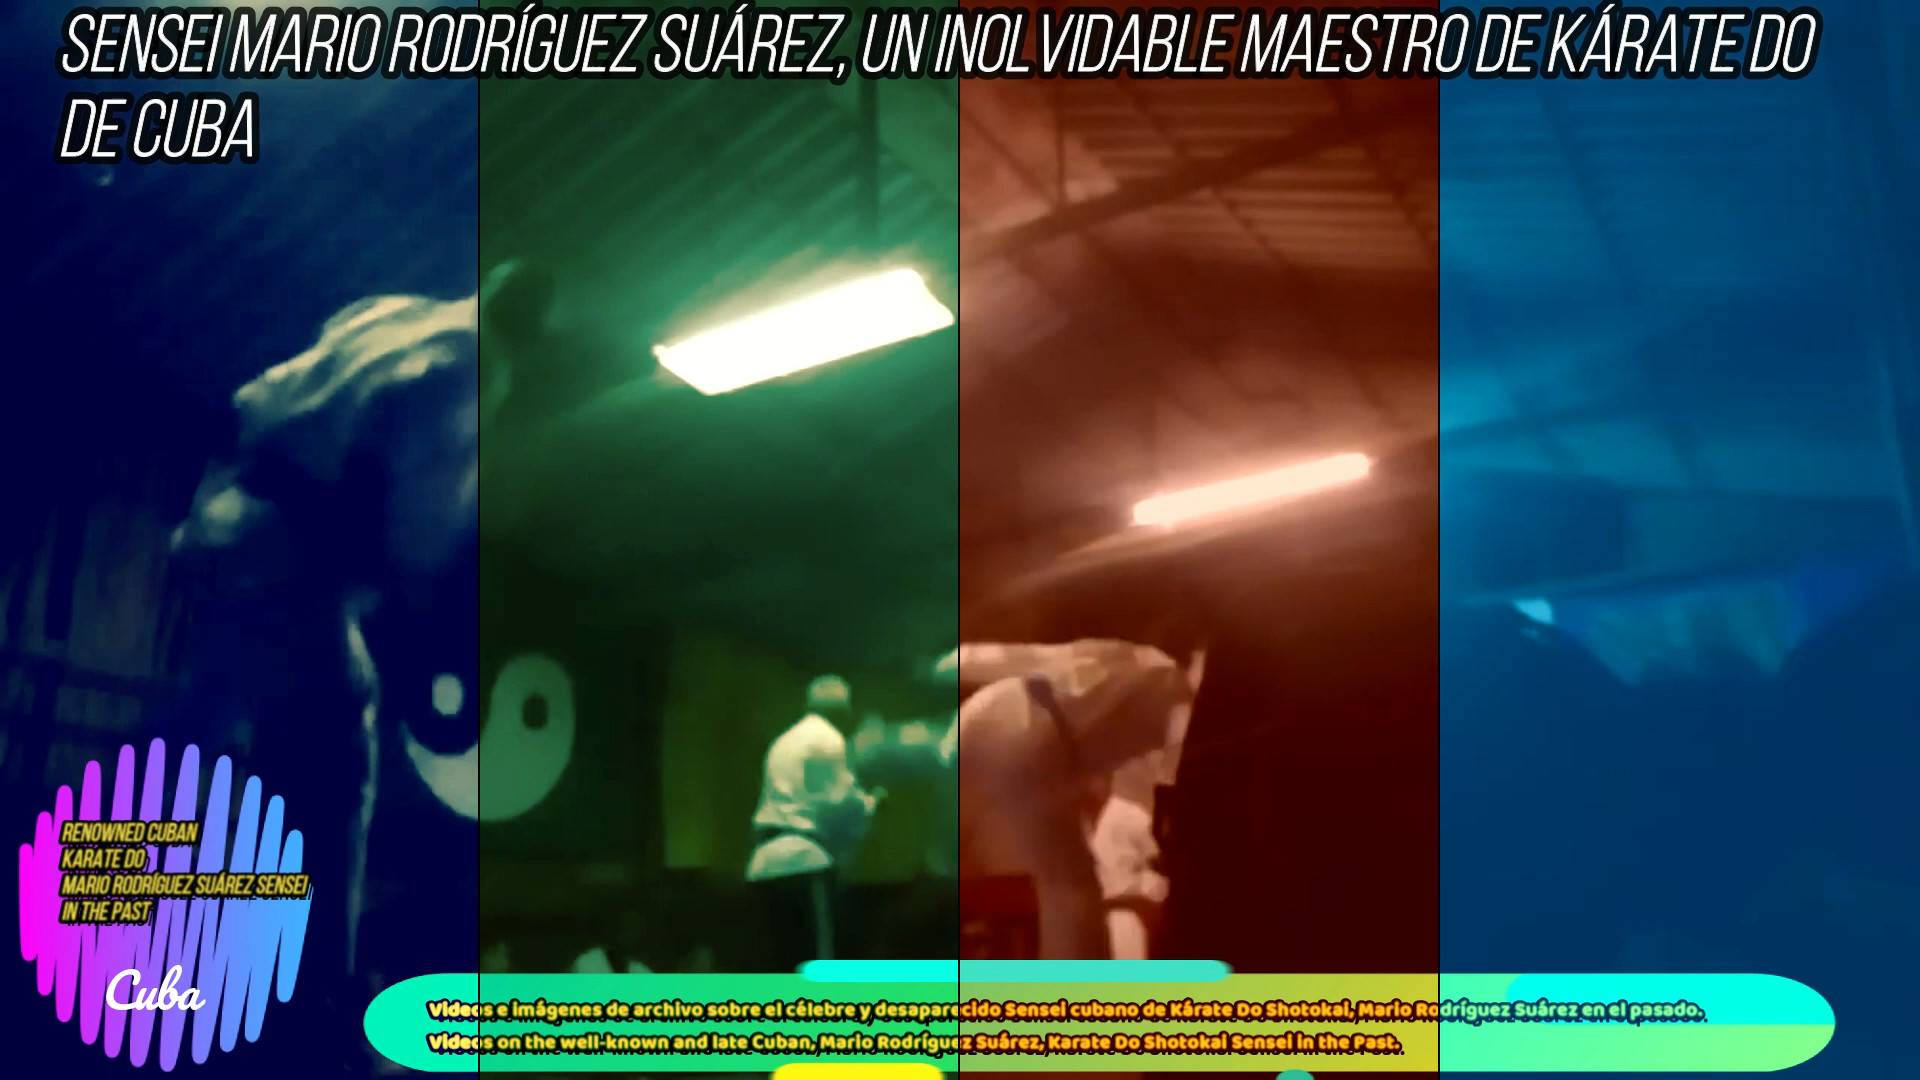 SENSEI MARIO RODRÍGUEZ SUÁREZ, UN INOLVIDABLE MAESTRO DE KÁRATE DO
DE CUBA
RENOWNED CUBAN
KARATE DO
MARIO RODRÍGUEZ SUÁREZ SENSEI
IN THE PAST
Cuba
Videos e imágenes de archivo sobre el célebre y desaparecido Sensei cubano de Kárate Do Shotokai, Mario Rodríguez Suárez en el pasado.
Videos on the well-known and late Cuban, Mario Rodríguez Suárez, Karate Do Shotokai Sensei in the Past.